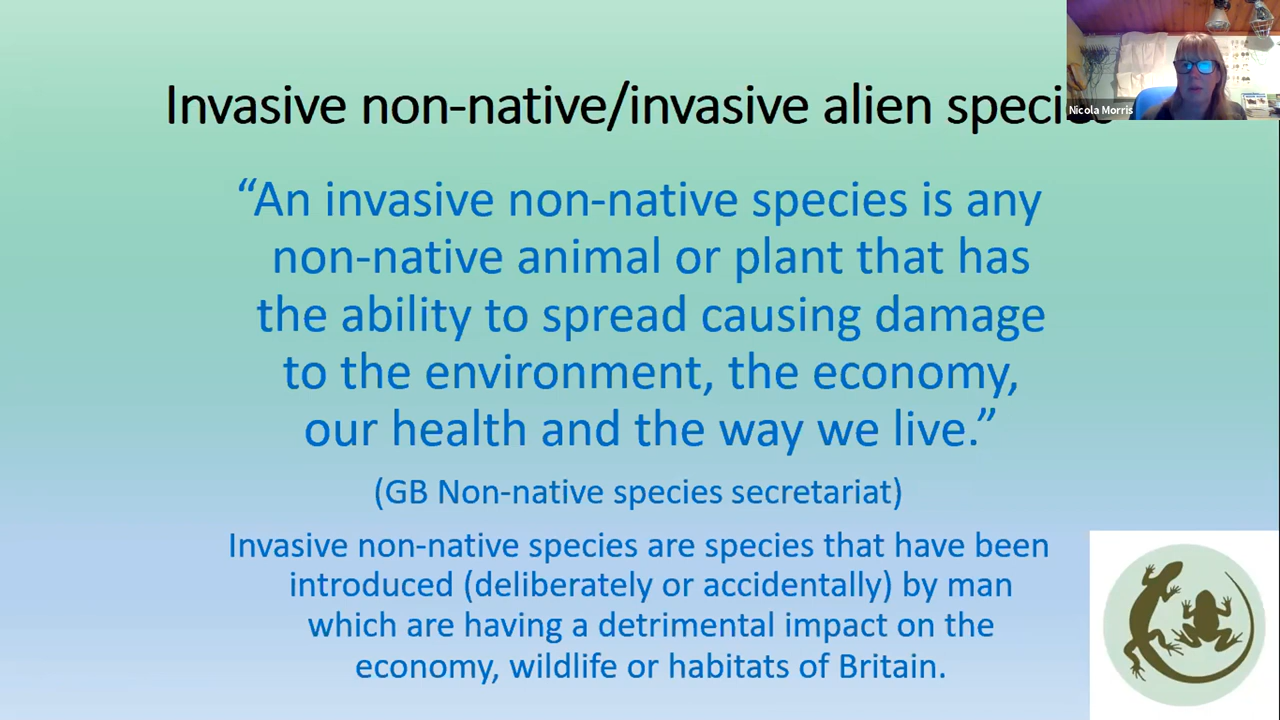 Invasive non-native/invasive alien species
Nicola Morris
“An invasive non-native species is any
non-native animal or plant that has
the ability to spread causing damage
to the environment, the economy,
our health and the way we live.”
(GB Non-native species secretariat)
Invasive non-native species are species that have been
introduced (deliberately or accidentally) by man
which are having a detrimental impact on the
economy, wildlife or habitats of Britain.